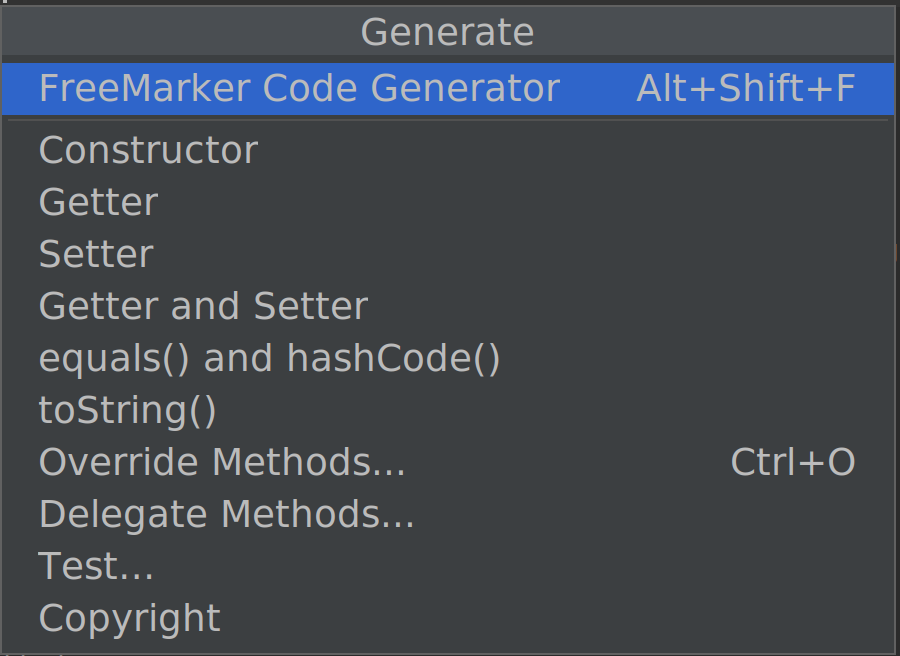 Generate
FreeMarker Code Generator Alt+Shift+F
Constructor
Getter
Setter
Getter and Setter
equals() and hashCode()
toString()
Override Methods... Ctrl+O
Delegate Methods...
Test...
Copyright